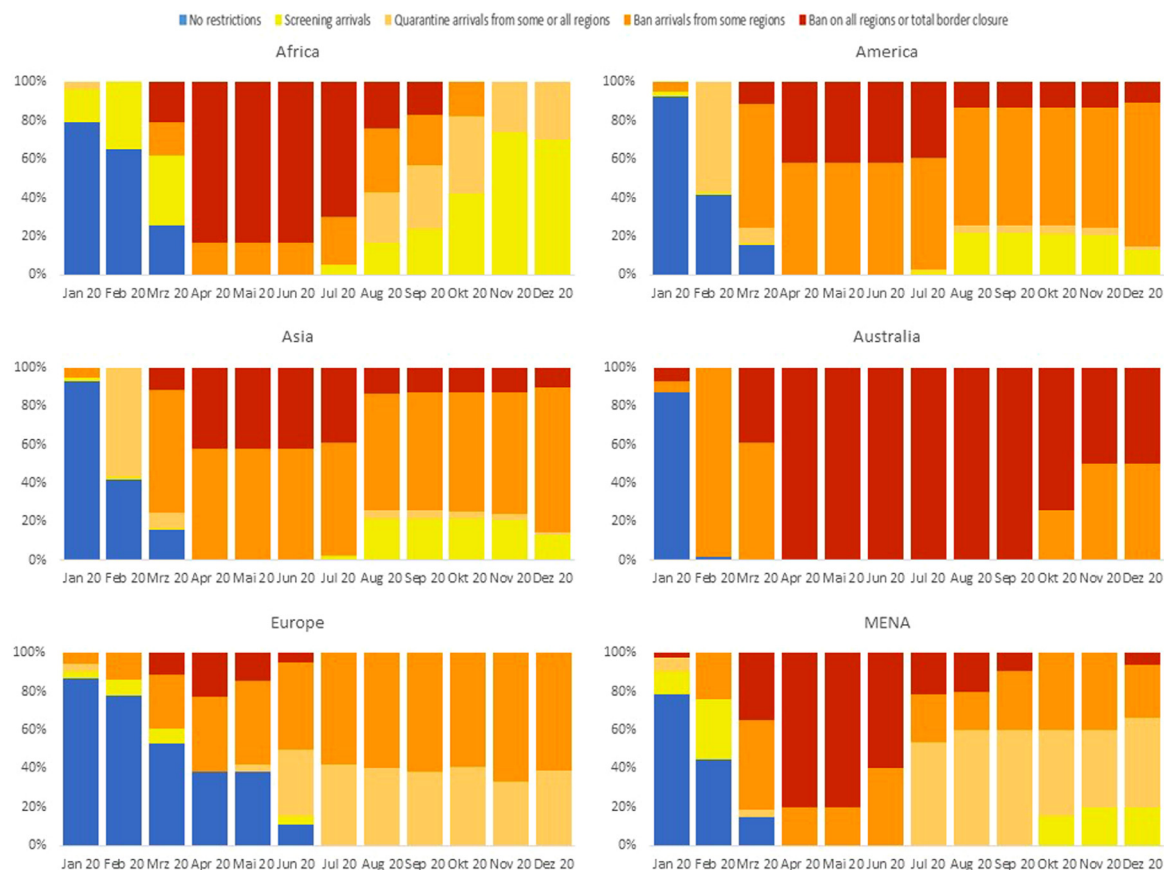 No restrictions Screening arrivals Quarantine arrivals from some or all regions Ban arrivals from some regions Ban on all regions or total border closure
Africa
100%
80%
60%
40%
20%
0%
Jan 20 Feb 20 Mrz 20 Apr 20 Mai 20 Jun 20 Jul 20 Aug 20 Sep 20 Okt 20 Nov 20 Dez 20
America
100%
80%
60%
40%
20%
0%
Jan 20 Feb 20 Mrz 20 Apr 20 Mai 20 Jun 20 Jul 20 Aug 20 Sep 20 Okt 20 Nov 20 Dez 20
Asia
100%
80%
60%
40%
20%
0%
Jan 20 Feb 20 Mrz 20 Apr 20 Mai 20 Jun 20 Jul 20 Aug 20 Sep 20 Okt 20 Nov 20 Dez 20
Australia
100%
80%
60%
40%
20%
0%
Jan 20 Feb 20 Mrz 20 Apr 20 Mai 20 Jun 20 Jul 20 Aug 20 Sep 20 Okt 20 Nov 20 Dez 20
Europe
100%
80%
60%
40%
20%
0%
Jan 20 Feb 20 Mrz 20 Apr 20 Mai 20 Jun 20 Jul 20 Aug 20 Sep 20 Okt 20 Nov 20 Dez 20
MENA
100%
80%
60%
40%
20%
0%
Jan 20 Feb 20 Mrz 20 Apr 20 Mai 20 Jun 20 Jul 20 Aug 20 Sep 20 Okt 20 Nov 20 Dez 20